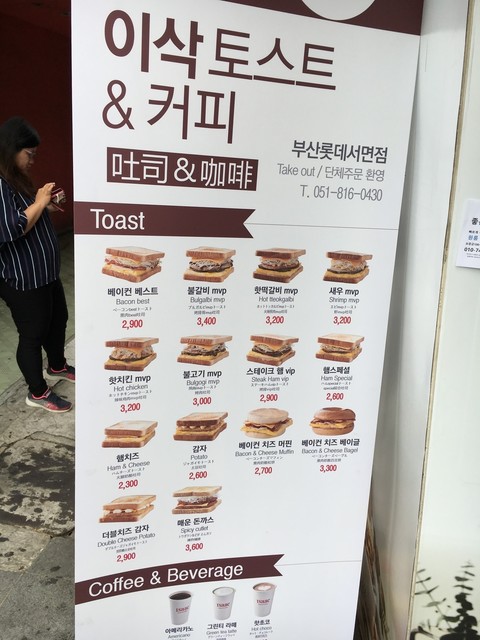 이삭토스트
& 커피
吐司&咖啡
부산롯데서면점
Take out / 단체주문 환영
T. 051-816-0430
Toast
베이컨 베스트
Bacon best
2,900
불갈비 mvp
Bulgalbi mvp
3,400
핫떡갈비 mvp
Hot tteokgalbi
3,200
새우 mvp
Shrimp mvp
3,200
핫치킨 mvp
Hot chicken
3,200
불고기 mvp
Bulgogi mvp
3,000
스테이크 햄 vip
Steak Ham vip
2,900
햄스페셜
Ham Special
2,600
햄치즈
Ham & Cheese
2,300
감자
Potato
2,600
베이컨 치즈 머핀
Bacon & Cheese Muffin
2,700
베이컨 치즈 베이글
Bacon & Cheese Bagel
3,300
더블치즈 감자
Double Cheese Potato
2,900
매운 돈까스
Spicy cutlet
3,600
Coffee & Beverage
아메리카노
Americano
그린티 라떼
Green tea latte
핫초코
Hot choco